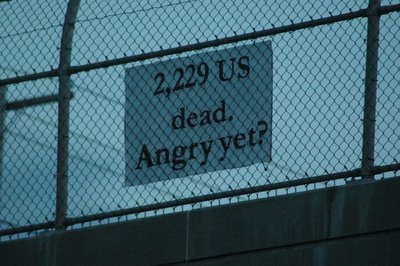 2,229 US
dead.
Angry yet?